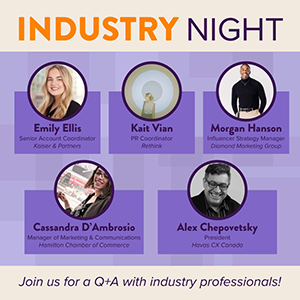 INDUSTRY NIGHT
Emily Ellis
Senior Account Coordinator
Kaiser & Partners
Kait Vian
PR Coordinator
Rethink
Morgan Hanson
Influencer Strategy Manager
Diamond Marketing Group
Cassandra D'Ambrosio
Manager of Marketing & Communications
Hamilton Chamber of Commerce
Alex Chepovetsky
President
Havas CX Canada
Join us for a Q+A with industry professionals!